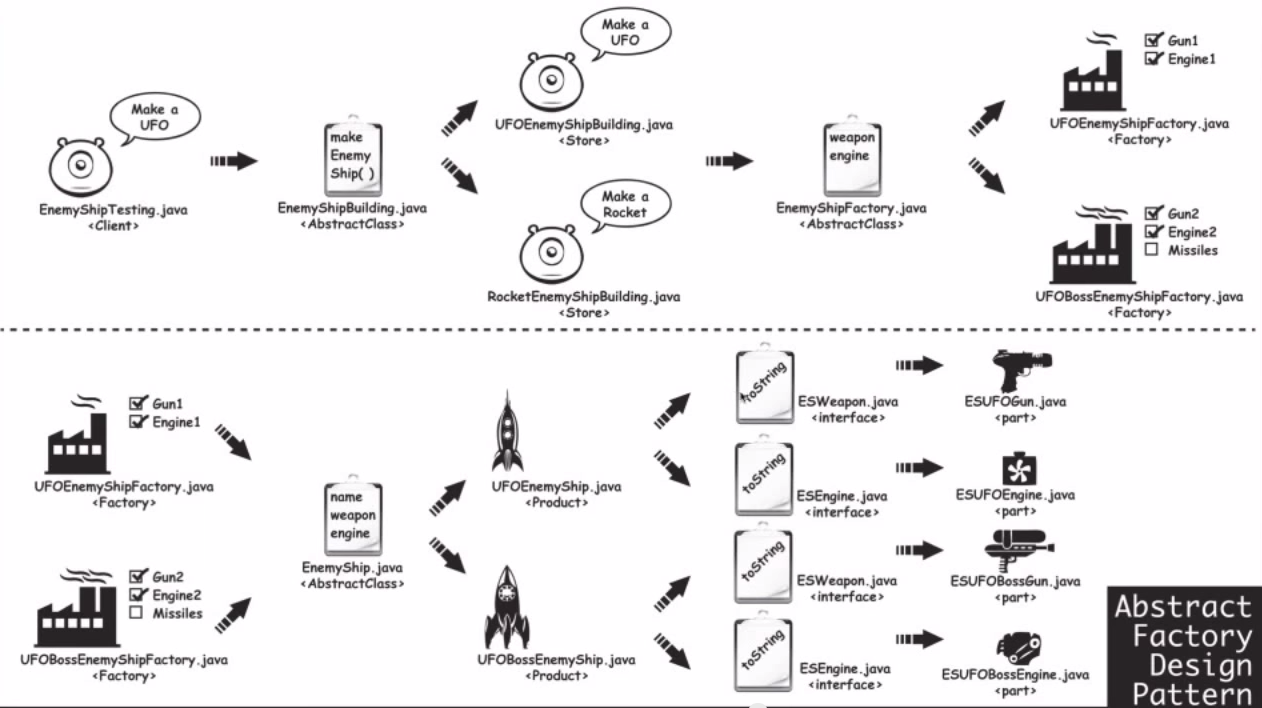 Make a
UFO
EnemyShipTesting.java
<Client>
make
Enemy
Ship( )
EnemyShipBuilding.java
<AbstractClass>
Make a
UFO
UFOEnemyShipBuilding.java
<Store>
Make a
Rocket
RocketEnemyShipBuilding.java
<Store>
weapon
engine
EnemyShipFactory.java
<AbstractClass>
Gun1
Engine1
UFOEnemyShipFactory.java
<Factory>
Gun2
Engine2
Missiles
UFOBossEnemyShipFactory.java
<Factory>
Gun1
Engine1
UFOEnemyShipFactory.java
<Factory>
Gun2
Engine2
Missiles
UFOBossEnemyShipFactory.java
<Factory>
name
weapon
engine
EnemyShip.java
<AbstractClass>
UFOEnemyShip.java
<Product>
UFOBossEnemyShip.java
<Product>
toString
ESWeapon.java
<interface>
ESUFOGun.java
<part>
toString
ESEngine.java
<interface>
ESUFOEngine.java
<part>
toString
ESWeapon.java
<interface>
ESUFOBossGun.java
<part>
toString
ESEngine.java
<interface>
ESUFOBossEngine.java
<part>
Abstract
Factory
Design
Pattern